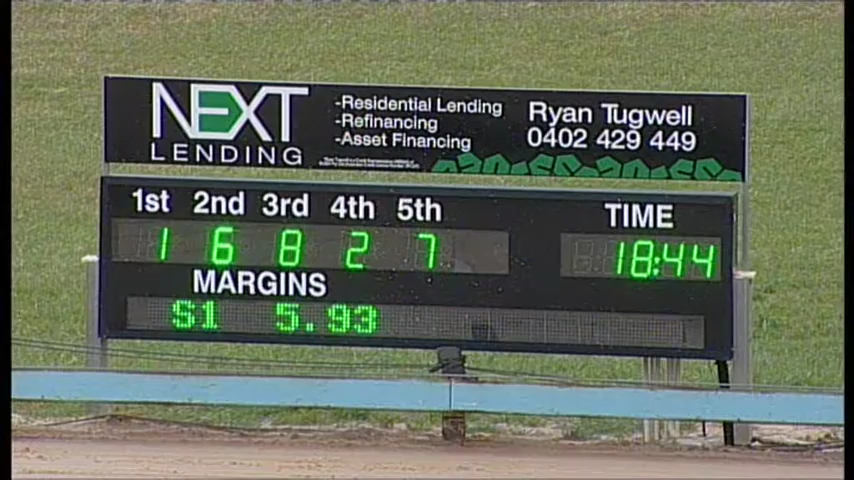 NEXT
LENDING
-Residential Lending
-Refinancing
-Asset Financing
Ryan Tugwell
0402 429 449
1st 2nd 3rd 4th 5th TIME
1 6 8 2 7 18:44
MARGINS
S1 5.93